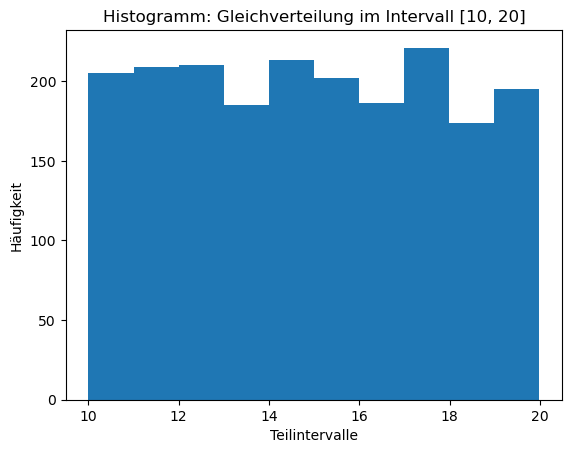 Histogramm: Gleichverteilung im Intervall [10, 20]
Häufigkeit
200
150
100
50
0
10 12 14 16 18 20
Teilintervalle